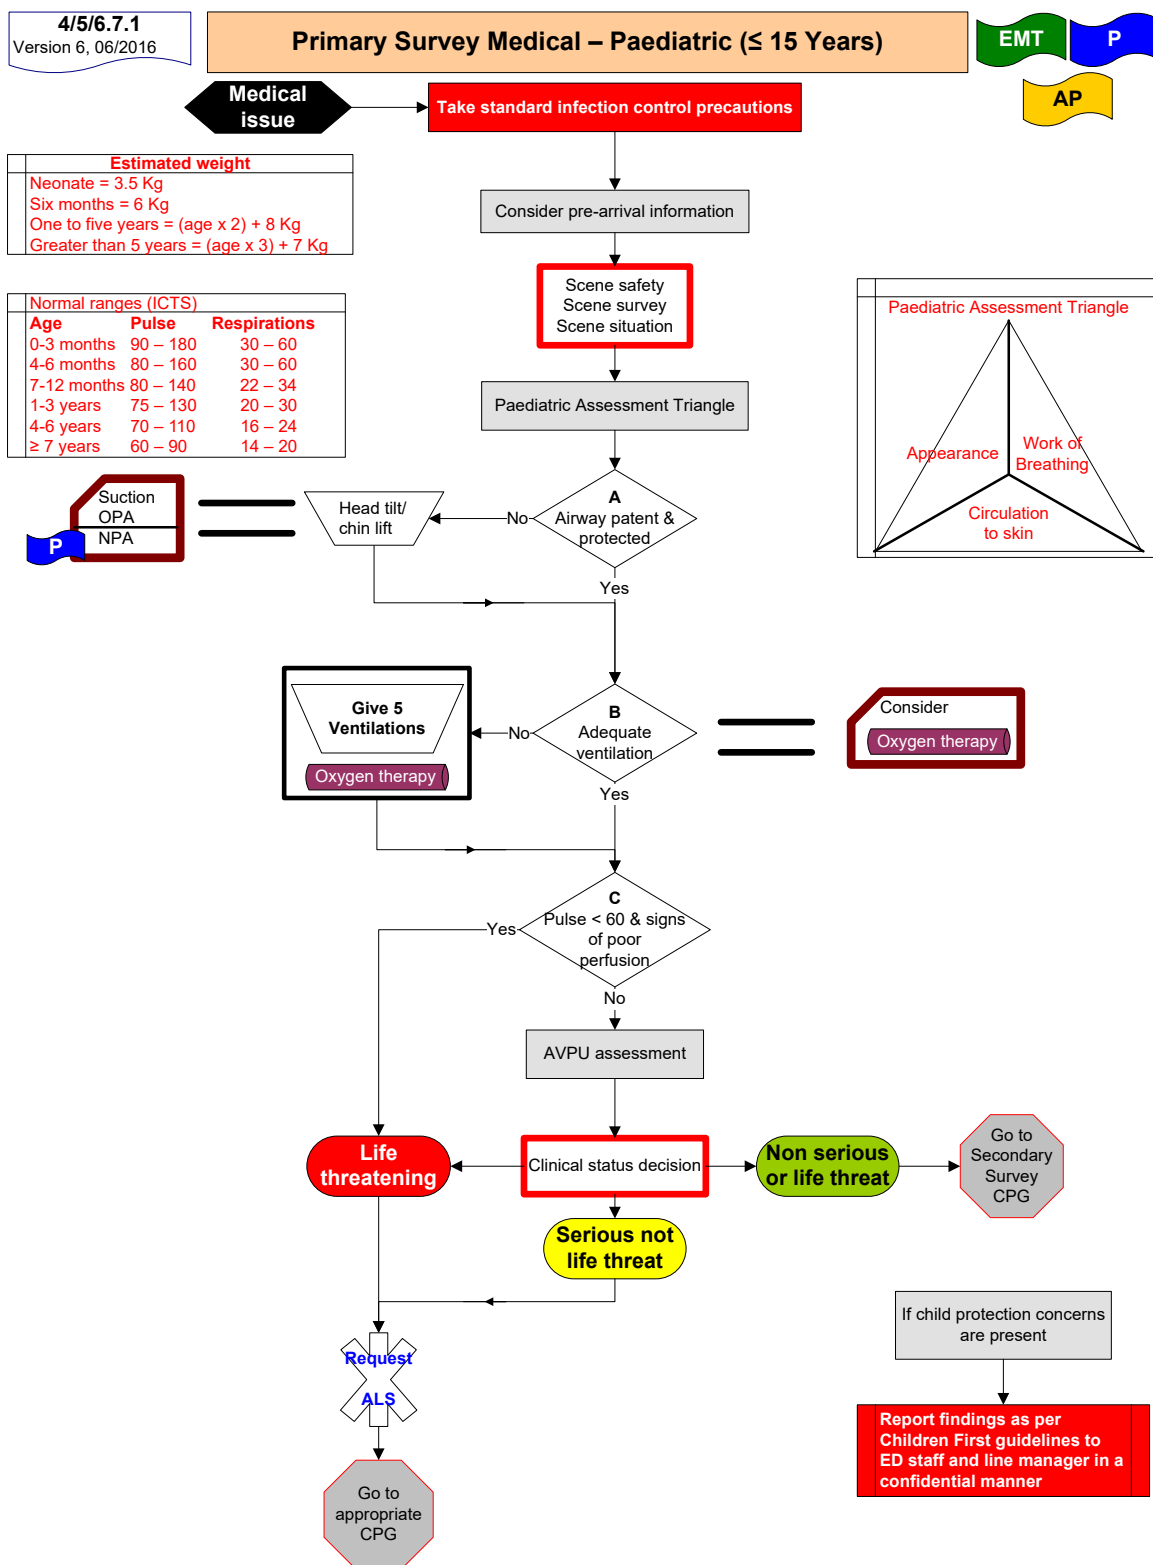 4/5/6.7.1
Version 6, 06/2016
Primary Survey Medical – Paediatric (≤ 15 Years)
EMT
P
AP
Medical
issue
Take standard infection control precautions
Estimated weight
Neonate = 3.5 Kg
Six months = 6 Kg
One to five years = (age x 2) + 8 Kg
Greater than 5 years = (age x 3) + 7 Kg
Consider pre-arrival information
Scene safety
Scene survey
Scene situation
Normal ranges (ICTS)
Age Pulse Respirations
0-3 months 90 – 180 30 – 60
4-6 months 80 – 160 30 – 60
7-12 months 80 – 140 22 – 34
1-3 years 75 – 130 20 – 30
4-6 years 70 – 110 16 – 24
≥ 7 years 60 – 90 14 – 20
Paediatric Assessment Triangle
Appearance
Work of
Breathing
Circulation
to skin
Paediatric Assessment Triangle
A
Airway patent &
protected
No
Head tilt/
chin lift
Suction
OPA
NPA
P
Yes
B
Adequate
ventilation
No
Give 5
Ventilations
Oxygen therapy
Consider
Oxygen therapy
Yes
C
Pulse < 60 & signs
of poor
perfusion
Yes
No
AVPU assessment
Life
threatening
Clinical status decision
Non serious
or life threat
Go to
Secondary
Survey
CPG
Serious not
life threat
Request
ALS
Go to
appropriate
CPG
If child protection concerns
are present
Report findings as per
Children First guidelines to
ED staff and line manager in a
confidential manner